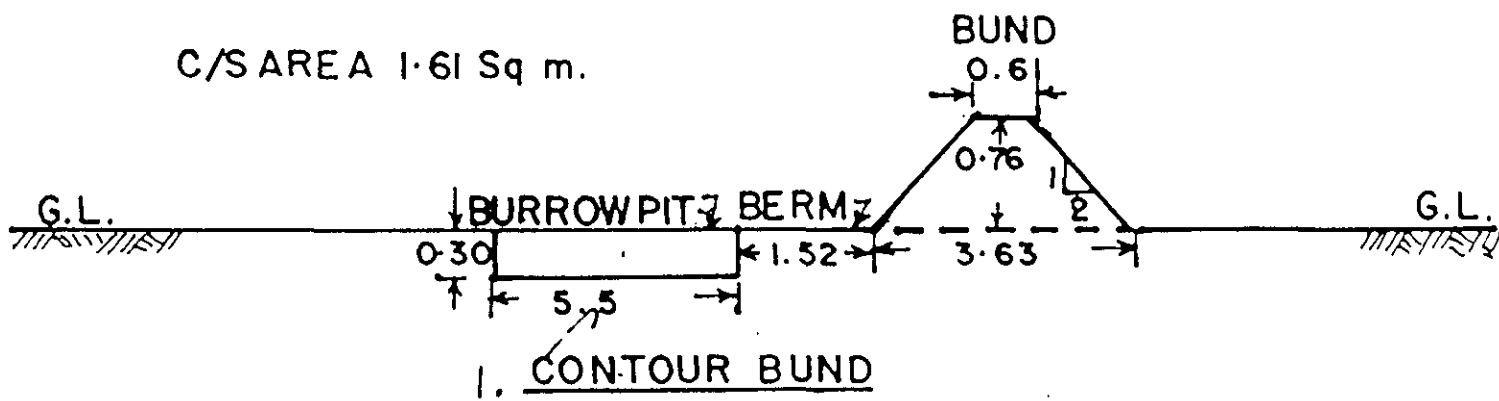 BUND
C/S AREA 1.61 Sq m.
0.6
0.76
1
2
G.L.
BURROWPIT
BERM
G.L.
0.30
1.52
3.63
5.5
1. CONTOUR BUND